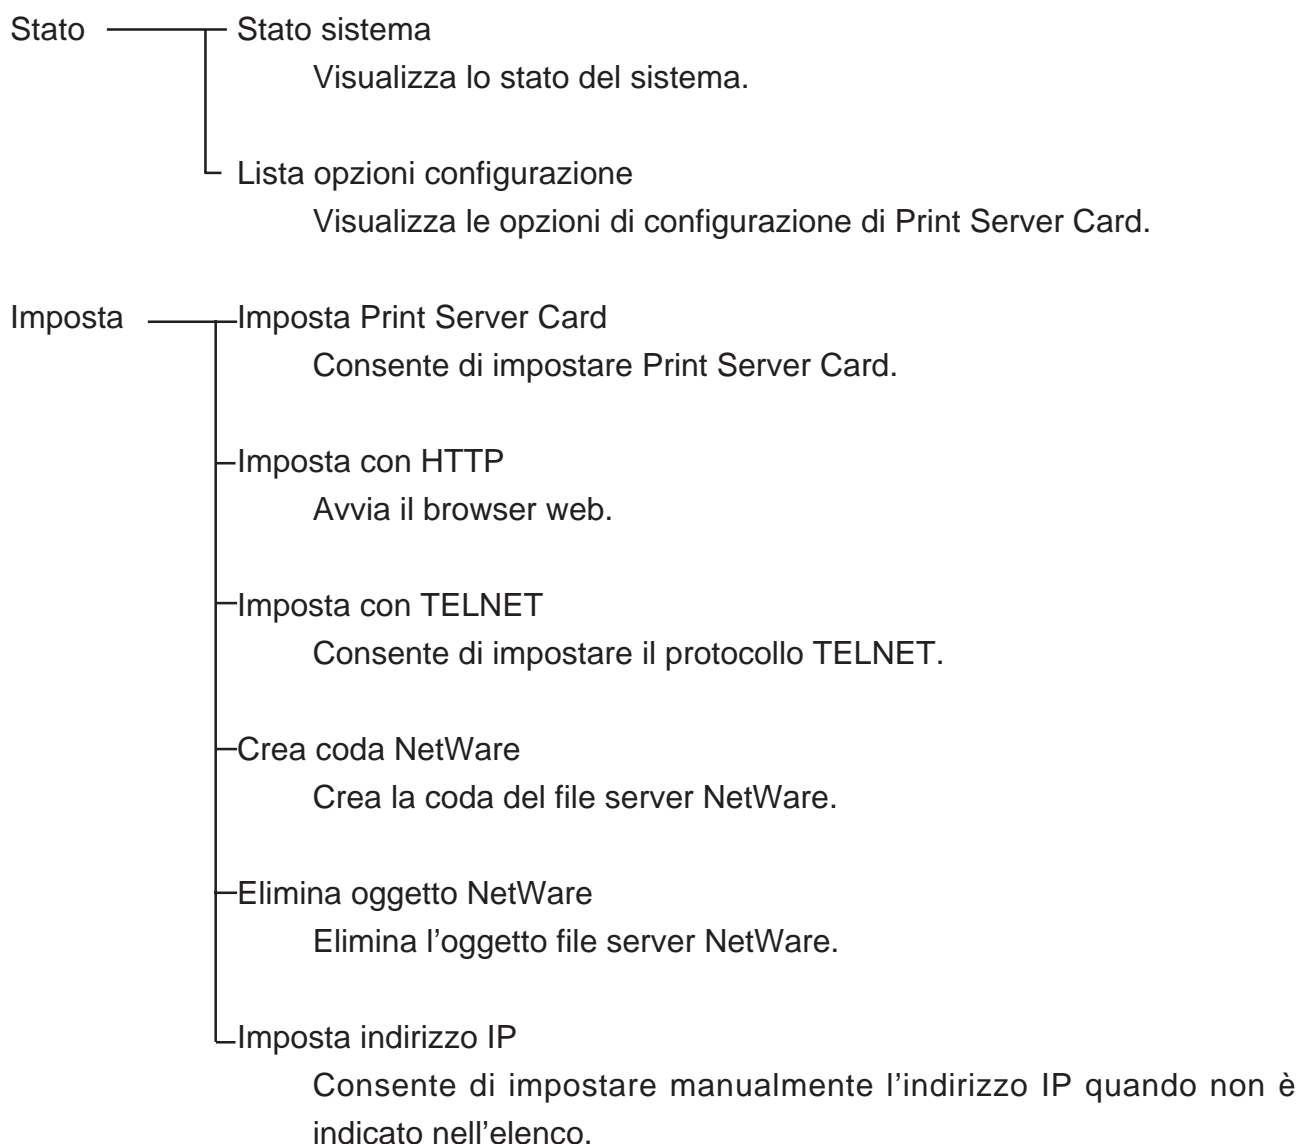 Stato Stato sistema
Visualizza lo stato del sistema.
Lista opzioni configurazione
Visualizza le opzioni di configurazione di Print Server Card.
Imposta Imposta Print Server Card
Consente di impostare Print Server Card.
Imposta con HTTP
Avvia il browser web.
Imposta con TELNET
Consente di impostare il protocollo TELNET.
Crea coda NetWare
Crea la coda del file server NetWare.
Elimina oggetto NetWare
Elimina l’oggetto file server NetWare.
Imposta indirizzo IP
Consente di impostare manualmente l’indirizzo IP quando non è
indicato nell’elenco.